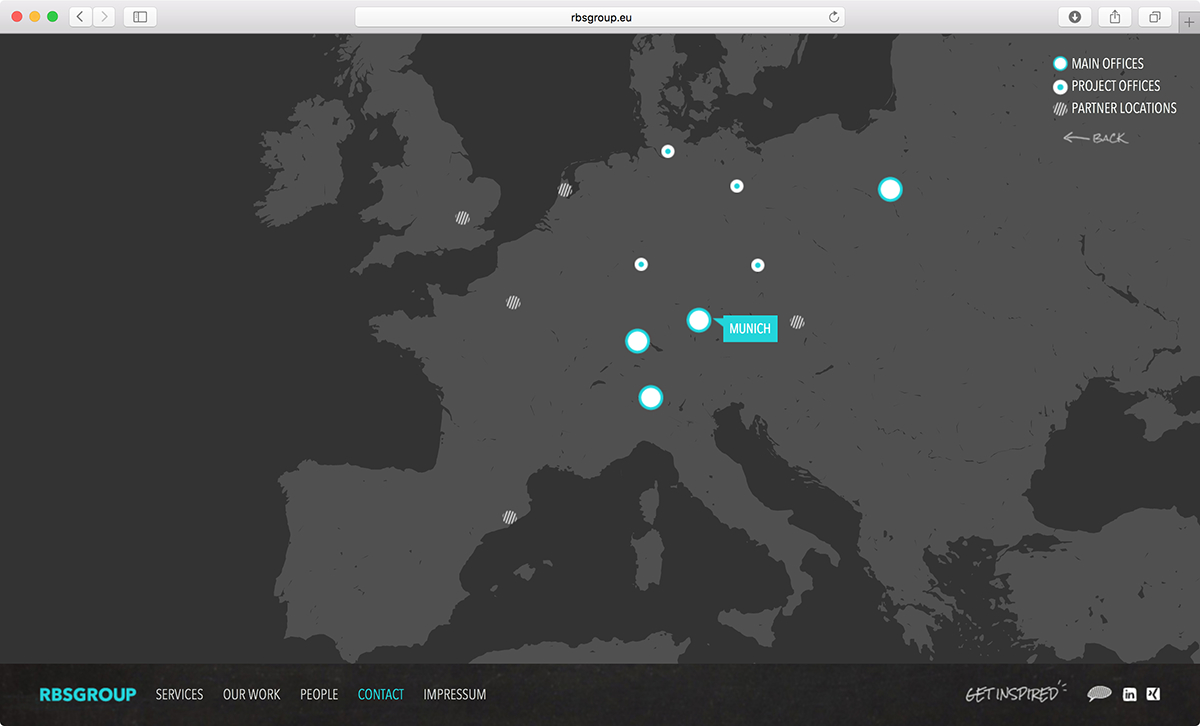 rbsgroup.eu
MAIN OFFICES
PROJECT OFFICES
PARTNER LOCATIONS
BACK
MUNICH
RBSGROUP SERVICES OUR WORK PEOPLE CONTACT IMPRESSUM GET INSPIRED in